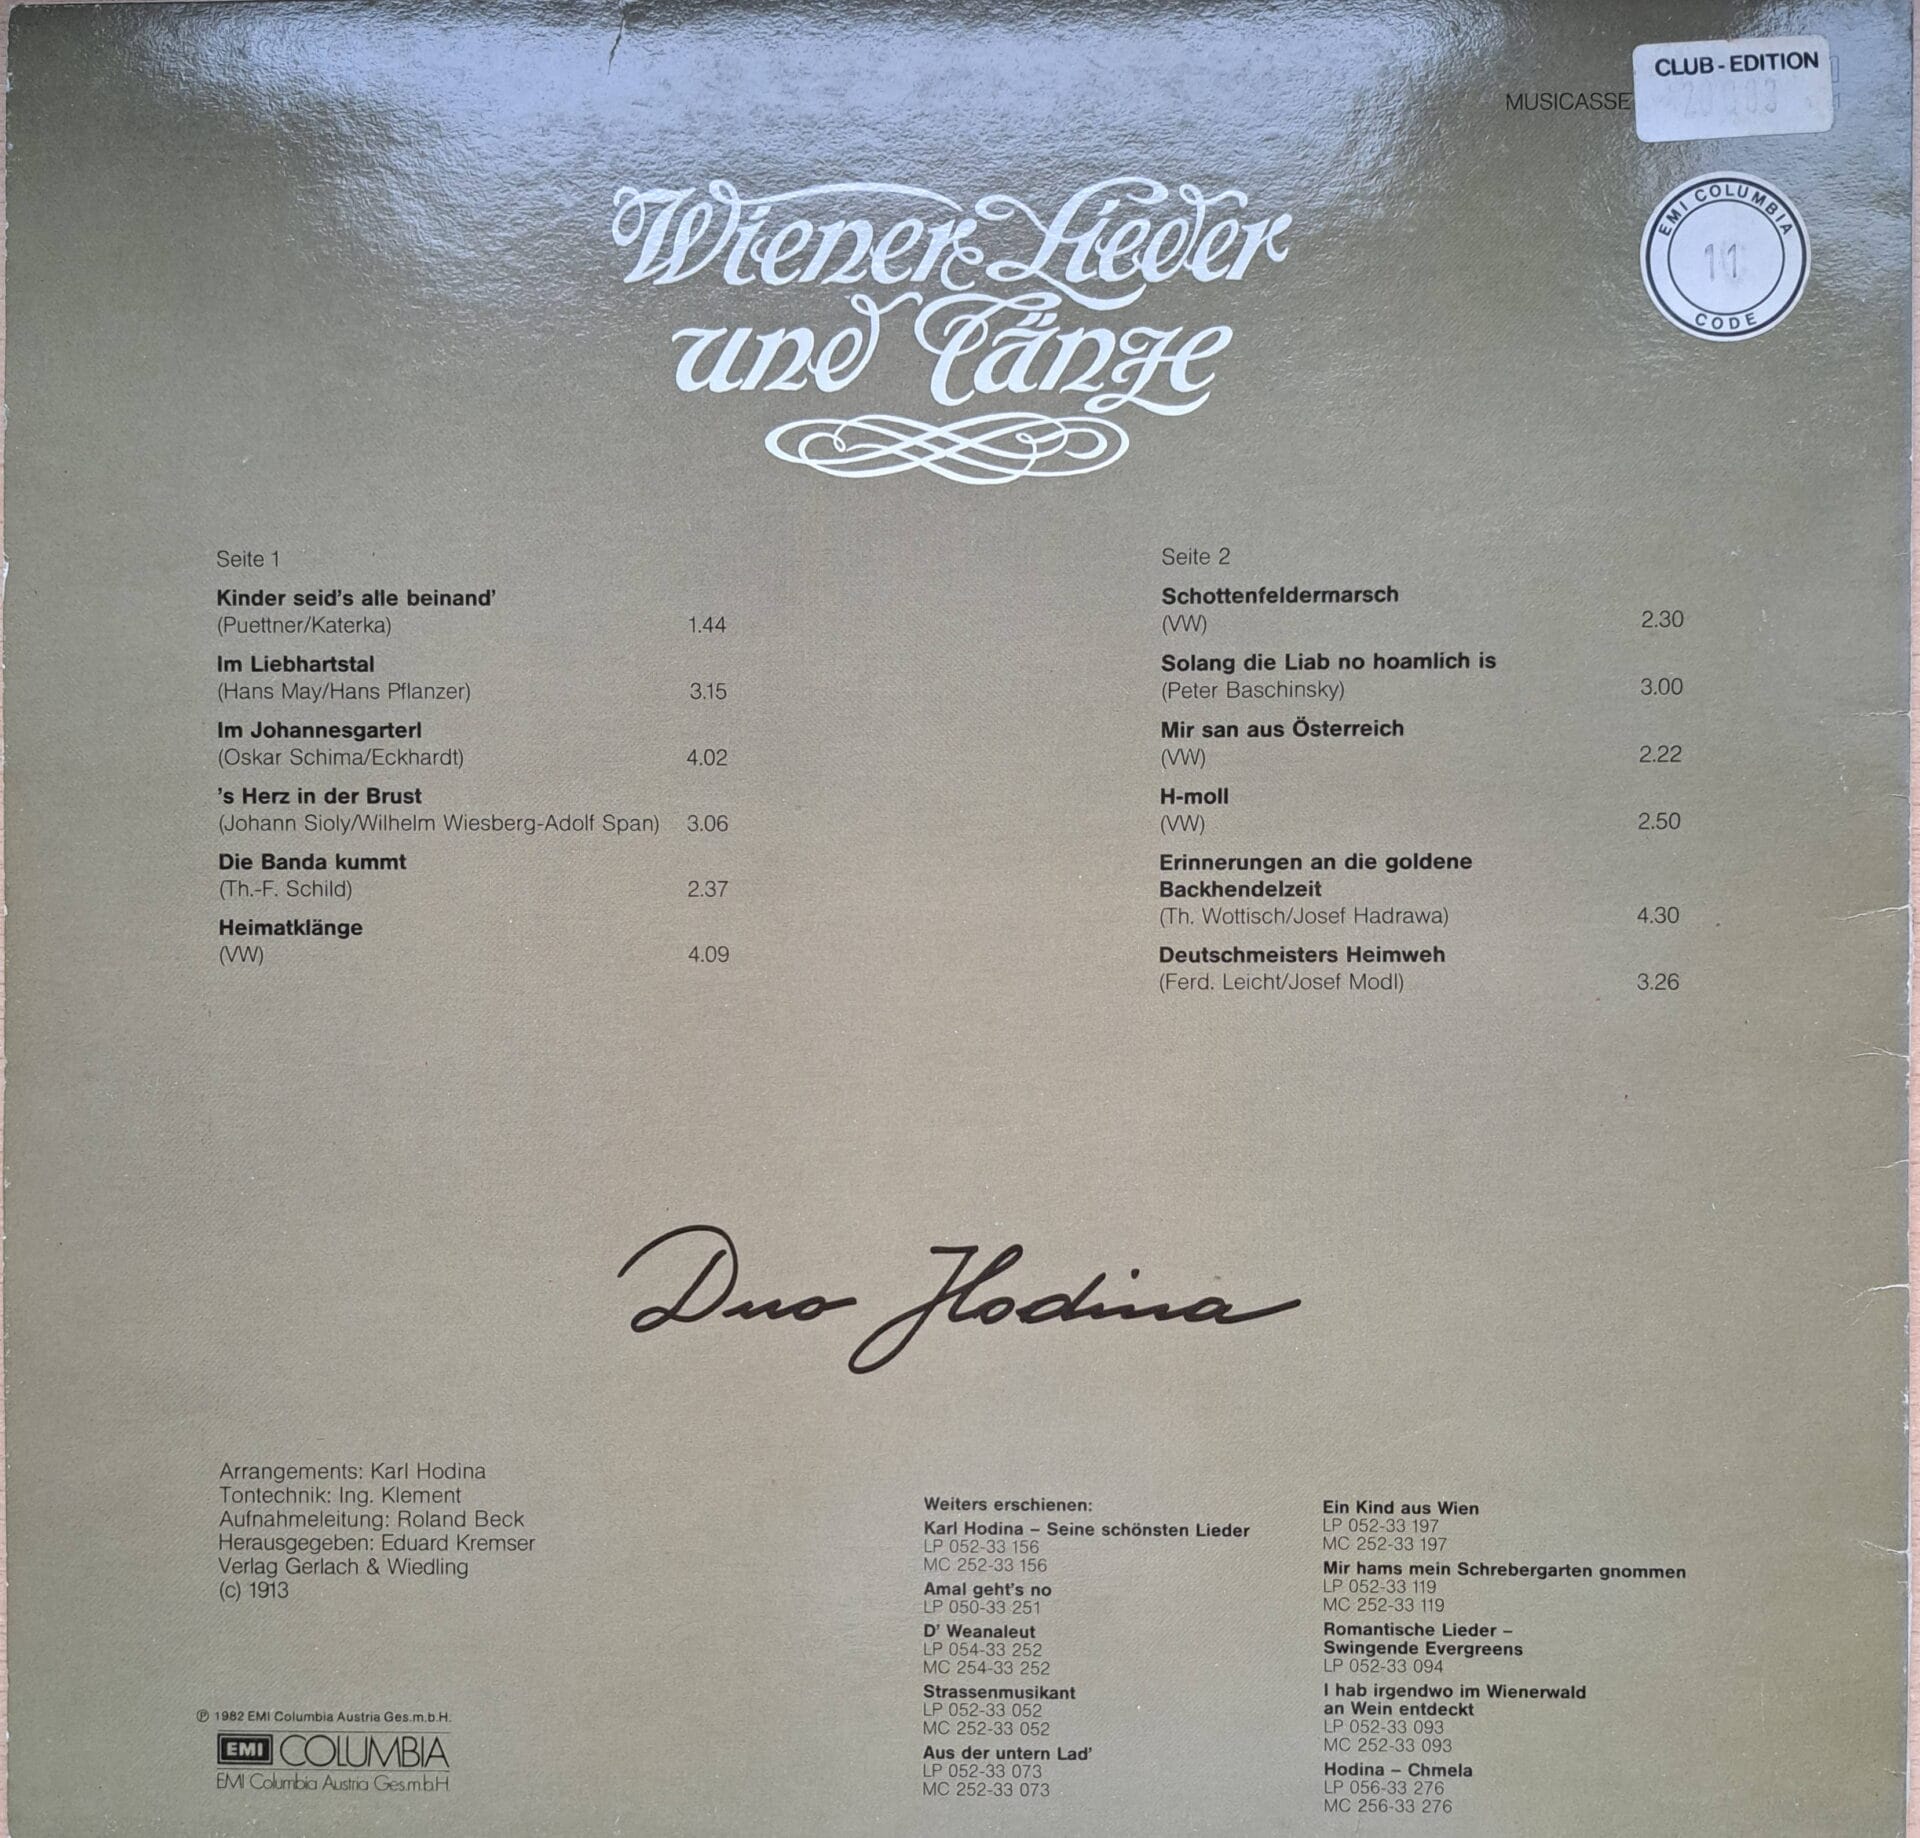 CLUB-EDITION
MUSICASSE
EMI COLUMBIA
11
CODE
Wiener Lieder
und Tänze
Seite 1
Kinder seid's alle beinand'
(Puettner/Katerka) 1.44
Im Liebhartstal
(Hans May/Hans Pflanzer) 3.15
Im Johannesgarterl
(Oskar Schima/Eckhardt) 4.02
's Herz in der Brust
(Johann Sioly/Wilhelm Wiesberg-Adolf Span) 3.06
Die Banda kummt
(Th.-F. Schild) 2.37
Heimatklänge
(VW) 4.09
Seite 2
Schottenfeldermarsch
(VW) 2.30
Solang die Liab no hoamlich is
(Peter Baschinsky) 3.00
Mir san aus Österreich
(VW) 2.22
H-moll
(VW) 2.50
Erinnerungen an die goldene
Backhendelzeit
(Th. Wottisch/Josef Hadrawa) 4.30
Deutschmeisters Heimweh
(Ferd. Leicht/Josef Modl) 3.26
Duo Hodina
Arrangements: Karl Hodina
Tontechnik: Ing. Klement
Aufnahmeleitung: Roland Beck
Herausgegeben: Eduard Kremser
Verlag Gerlach & Wiedling
(c) 1913
℗ 1982 EMI Columbia Austria Ges.m.b.H.
EMI COLUMBIA
EMI Columbia Austria Ges.m.b.H.
Weiters erschienen:
Karl Hodina – Seine schönsten Lieder
LP 052-33 156
MC 252-33 156
Amal geht's no
LP 050-33 251
D' Weanaleut
LP 054-33 252
MC 254-33 252
Strassenmusikant
LP 052-33 052
MC 252-33 052
Aus der untern Lad'
LP 052-33 073
MC 252-33 073
Ein Kind aus Wien
LP 052-33 197
MC 252-33 197
Mir hams mein Schrebergarten gnommen
LP 052-33 119
MC 252-33 119
Romantische Lieder –
Swingende Evergreens
LP 052-33 094
I hab irgendwo im Wienerwald
an Wein entdeckt
LP 052-33 093
MC 252-33 093
Hodina – Chmela
LP 056-33 276
MC 256-33 276